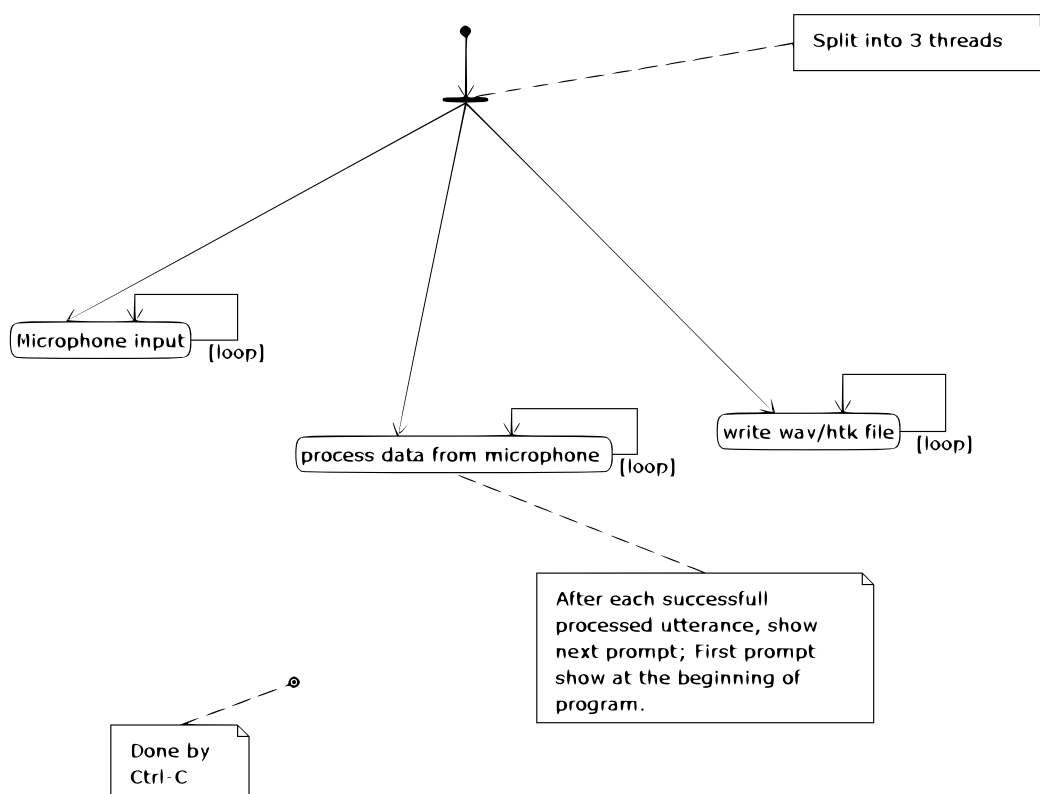 Split into 3 threads
Microphone input
[loop]
process data from microphone
[loop]
write wav/htk file
[loop]
After each successfull
processed utterance, show
next prompt; First prompt
show at the beginning of
program.
Done by
Ctrl-C